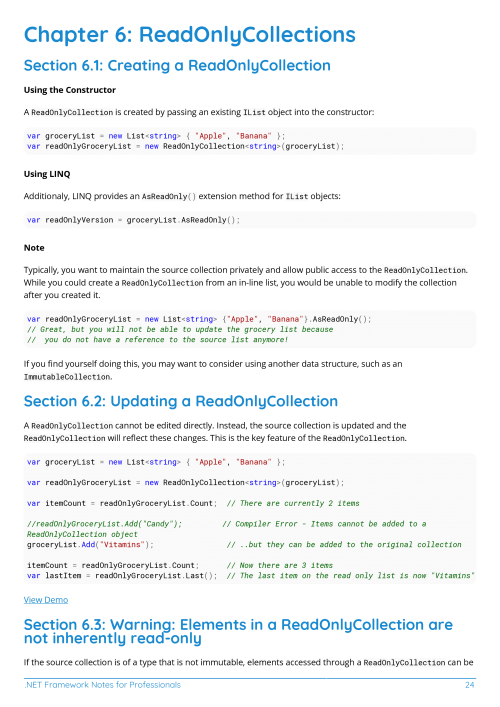 Chapter 6: ReadOnlyCollections
Section 6.1: Creating a ReadOnlyCollection
Using the Constructor
A ReadOnlyCollection is created by passing an existing IList object into the constructor:
var groceryList = new List<string> { "Apple", "Banana" };
var readOnlyGroceryList = new ReadOnlyCollection<string>(groceryList);
Using LINQ
Additionaly, LINQ provides an AsReadOnly() extension method for IList objects:
var readOnlyVersion = groceryList.AsReadOnly();
Note
Typically, you want to maintain the source collection privately and allow public access to the ReadOnlyCollection.
While you could create a ReadOnlyCollection from an in-line list, you would be unable to modify the collection
after you created it.
var readOnlyGroceryList = new List<string> {"Apple", "Banana"}.AsReadOnly();
// Great, but you will not be able to update the grocery list because
//  you do not have a reference to the source list anymore!
If you find yourself doing this, you may want to consider using another data structure, such as an
ImmutableCollection.
Section 6.2: Updating a ReadOnlyCollection
A ReadOnlyCollection cannot be edited directly. Instead, the source collection is updated and the
ReadOnlyCollection will reflect these changes. This is the key feature of the ReadOnlyCollection.
var groceryList = new List<string> { "Apple", "Banana" };
var readOnlyGroceryList = new ReadOnlyCollection<string>(groceryList);
var itemCount = readOnlyGroceryList.Count;  // There are currently 2 items
//readOnlyGroceryList.Add("Candy");         // Compiler Error - Items cannot be added to a
ReadOnlyCollection object
groceryList.Add("Vitamins");                // ..but they can be added to the original collection
itemCount = readOnlyGroceryList.Count;      // Now there are 3 items
var lastItem = readOnlyGroceryList.Last();  // The last item on the read only list is now "Vitamins"
View Demo
Section 6.3: Warning: Elements in a ReadOnlyCollection are
not inherently read-only
If the source collection is of a type that is not immutable, elements accessed through a ReadOnlyCollection can be
.NET Framework Notes for Professionals 24